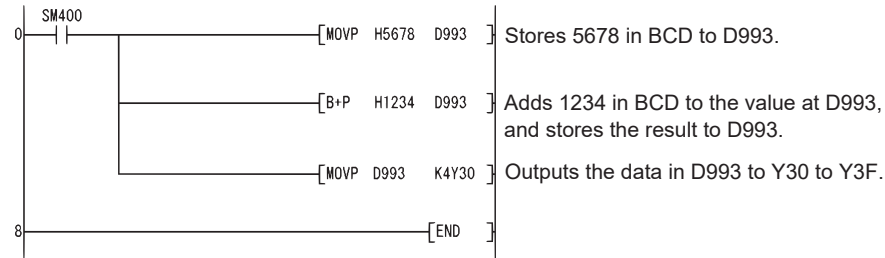 SM400
0 MOVP H5678 D993 Stores 5678 in BCD to D993.
B+P H1234 D993 Adds 1234 in BCD to the value at D993,
and stores the result to D993.
MOVP D993 K4Y30 Outputs the data in D993 to Y30 to Y3F.
8 END